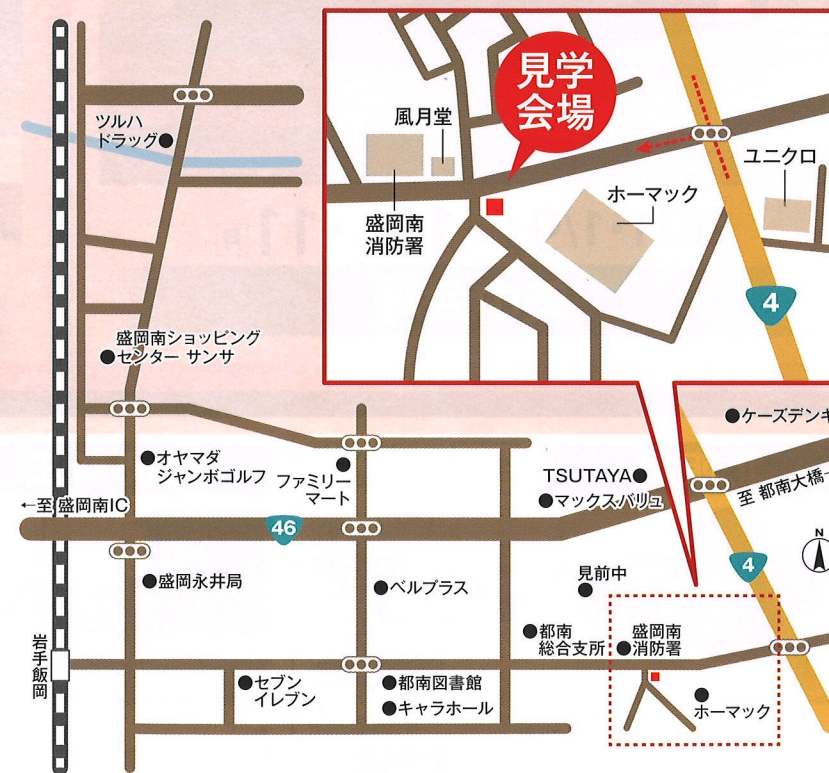 見学
会場
風月堂
盛岡南
消防署
ホーマック
ユニクロ
4
ツルハ
ドラッグ
盛岡南ショッピング
センター サンサ
オヤマダ
ジャンボゴルフ
ファミリー
マート
←至 盛岡南IC
46
ケーズデンキ
TSUTAYA
マックスバリュ
至 都南大橋
N
4
盛岡永井局
ベルプラス
見前中
都南
総合支所
盛岡南
消防署
岩手飯岡
セブン
イレブン
都南図書館
キャラホール
ホーマック